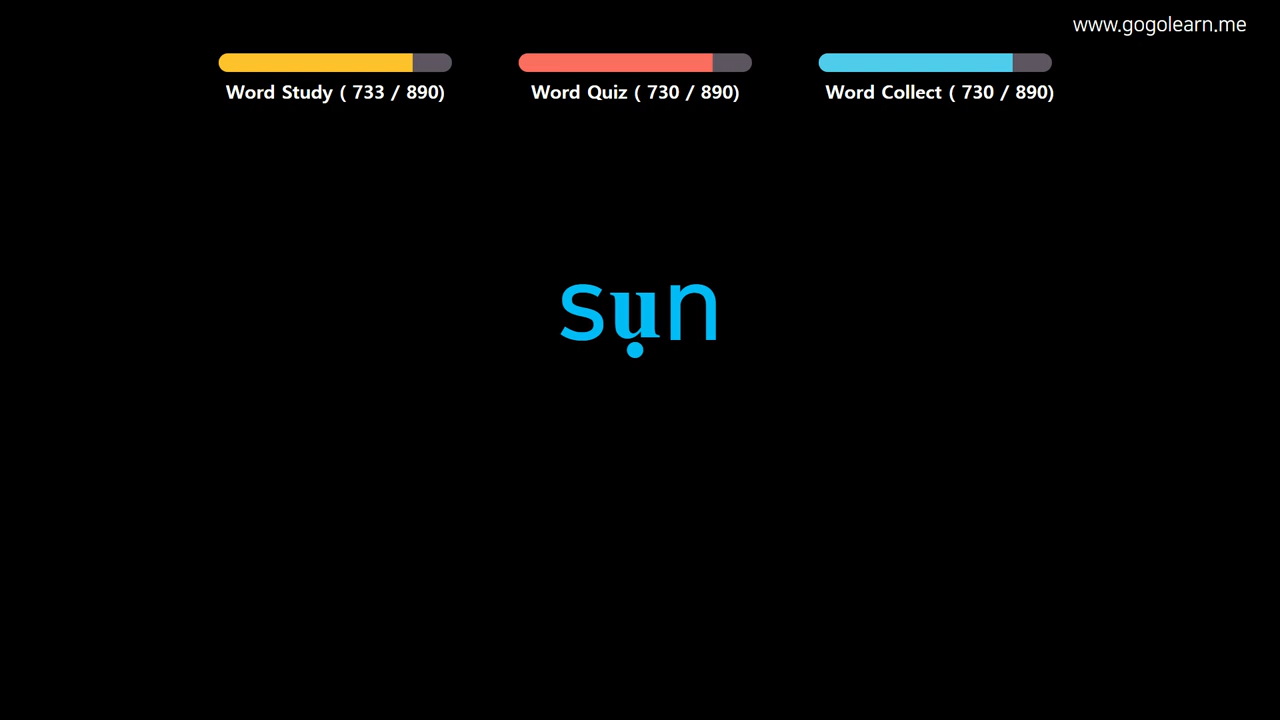 www.gogolearn.me
Word Study ( 733 / 890)
Word Quiz ( 730 / 890)
Word Collect ( 730 / 890)
sụn